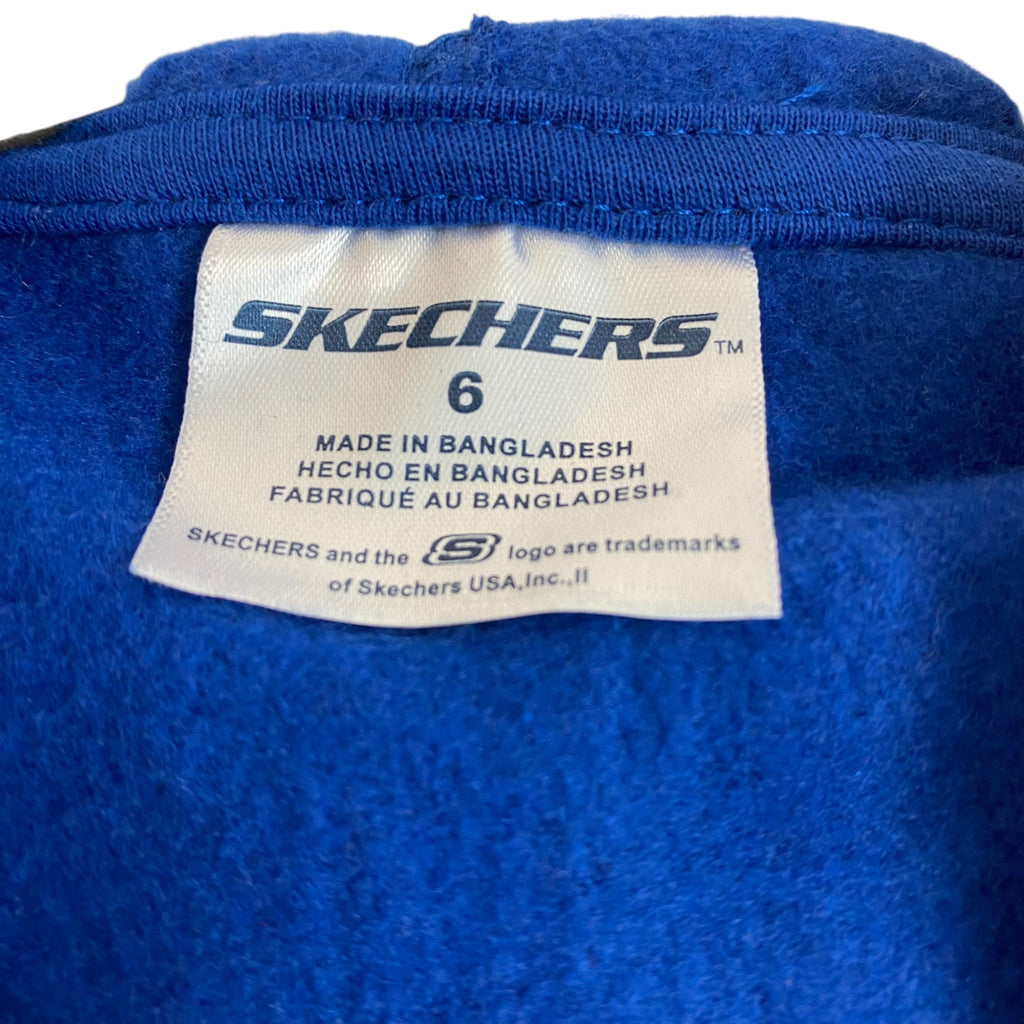 SKECHERS™
6
MADE IN BANGLADESH
HECHO EN BANGLADESH
FABRIQUÉ AU BANGLADESH
SKECHERS and the S logo are trademarks
of Skechers USA,Inc.,II